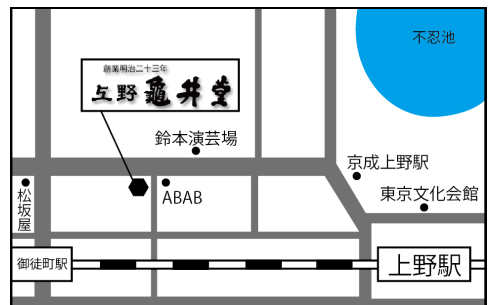 不忍池
創業明治二十三年
上野 龜井堂
鈴本演芸場
京成上野駅
東京文化会館
松坂屋
ABAB
御徒町駅
上野駅